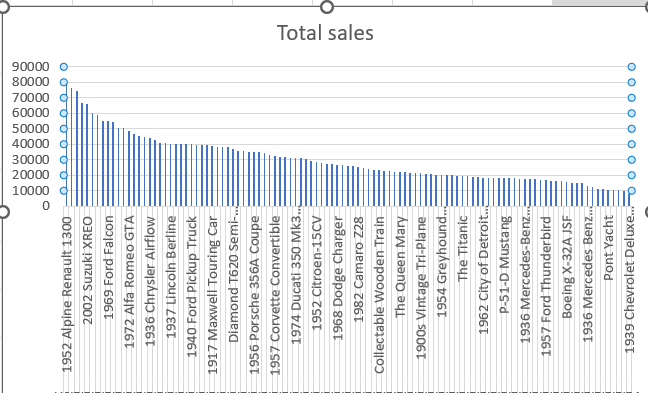 Total sales
90000
80000
70000
60000
50000
40000
30000
20000
10000
0
1952 Alpine Renault 1300
2002 Suzuki XREO
1969 Ford Falcon
1972 Alfa Romeo GTA
1936 Chrysler Airflow
1937 Lincoln Berline
1940 Ford Pickup Truck
1917 Maxwell Touring Car
Diamond T620 Semi-...
1956 Porsche 356A Coupe
1957 Corvette Convertible
1974 Ducati 350 Mk3...
1952 Citroen-15CV
1968 Dodge Charger
1982 Camaro Z28
Collectable Wooden Train
The Queen Mary
1900s Vintage Tri-Plane
1954 Greyhound...
The Titanic
1962 City of Detroit...
P-51-D Mustang
1936 Mercedes-Benz...
1957 Ford Thunderbird
Boeing X-32A JSF
1936 Mercedes Benz...
Pont Yacht
1939 Chevrolet Deluxe...